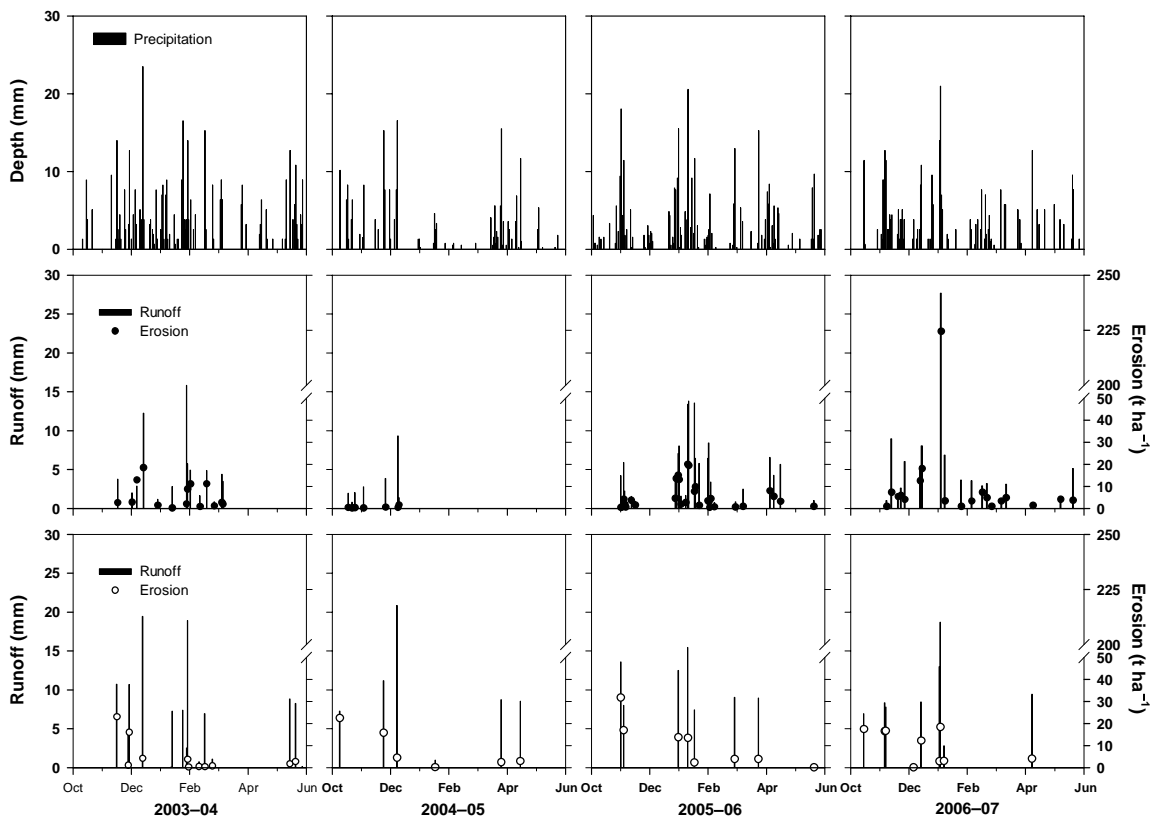 30
20
10
0
Depth (mm)
Precipitation
30
25
20
15
10
5
0
Runoff (mm)
Runoff
Erosion
250
225
200
50
40
30
20
10
0
Erosion (t ha⁻¹)
30
25
20
15
10
5
0
Runoff (mm)
Runoff
Erosion
250
225
200
50
40
30
20
10
0
Erosion (t ha⁻¹)
Oct Dec Feb Apr Jun
Oct Dec Feb Apr Jun
Oct Dec Feb Apr Jun
Oct Dec Feb Apr Jun
2003–04
2004–05
2005–06
2006–07